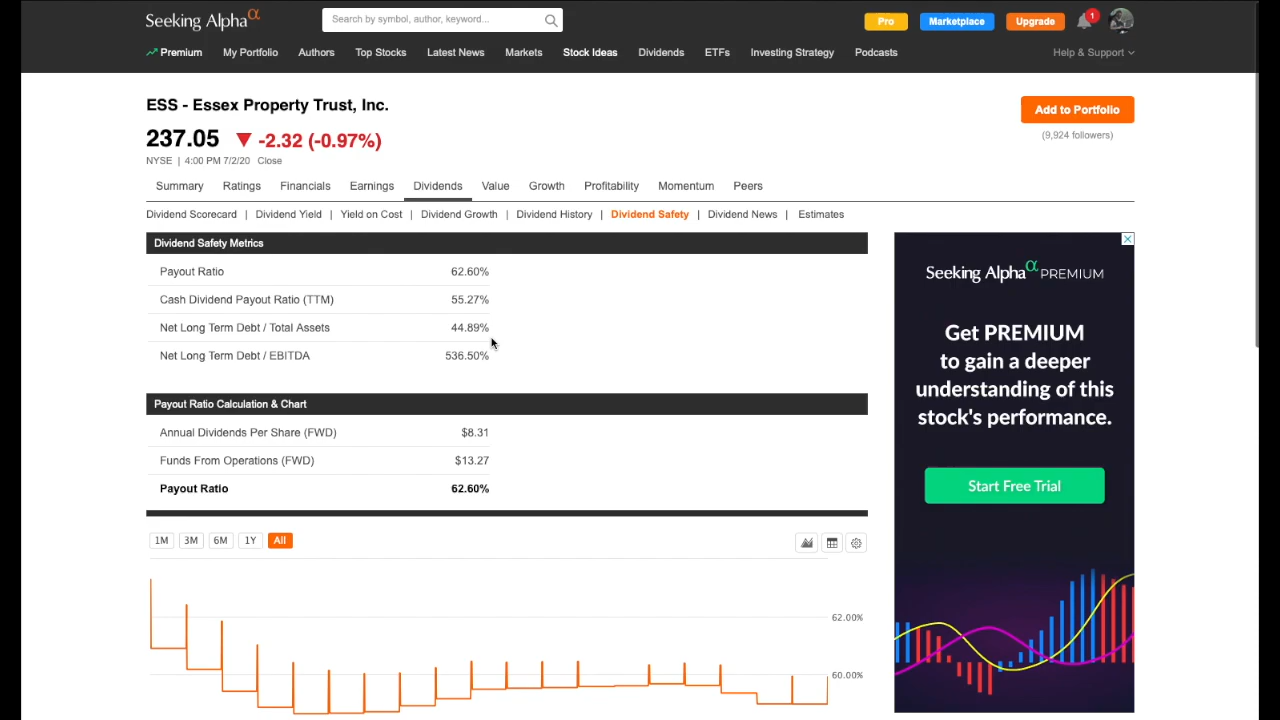 Seeking Alpha α
Search by symbol, author, keyword...
Pro
Marketplace
Upgrade
1
Premium
My Portfolio
Authors
Top Stocks
Latest News
Markets
Stock Ideas
Dividends
ETFs
Investing Strategy
Podcasts
Help & Support
ESS - Essex Property Trust, Inc.
Add to Portfolio
237.05 ▼ -2.32 (-0.97%)
(9,924 followers)
NYSE | 4:00 PM 7/2/20 Close
Summary Ratings Financials Earnings Dividends Value Growth Profitability Momentum Peers
Dividend Scorecard | Dividend Yield | Yield on Cost | Dividend Growth | Dividend History | Dividend Safety | Dividend News | Estimates
Dividend Safety Metrics
Payout Ratio 62.60%
Cash Dividend Payout Ratio (TTM) 55.27%
Net Long Term Debt / Total Assets 44.89%
Net Long Term Debt / EBITDA 536.50%
Payout Ratio Calculation & Chart
Annual Dividends Per Share (FWD) $8.31
Funds From Operations (FWD) $13.27
Payout Ratio 62.60%
1M 3M 6M 1Y All
62.00%
60.00%
Seeking Alpha α PREMIUM
Get PREMIUM
to gain a deeper
understanding of this
stock's performance.
Start Free Trial